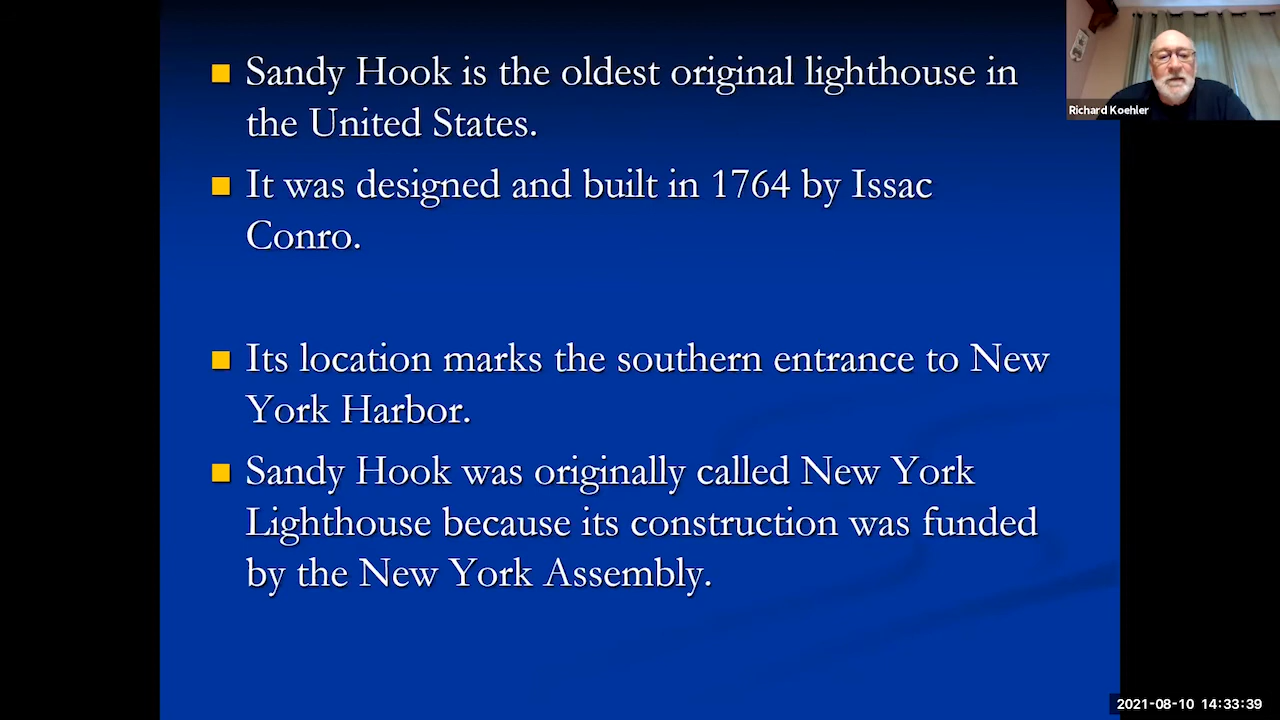 Sandy Hook is the oldest original lighthouse in
the United States.
It was designed and built in 1764 by Issac
Conro.
Its location marks the southern entrance to New
York Harbor.
Sandy Hook was originally called New York
Lighthouse because its construction was funded
by the New York Assembly.
Richard Koehler
2021-08-10 14:33:39